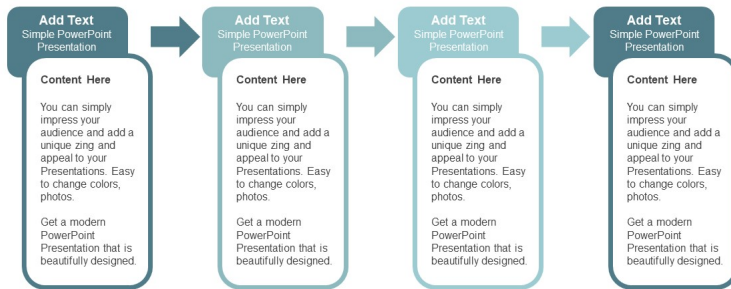 Add Text
Simple PowerPoint
Presentation
Content Here
You can simply
impress your
audience and add a
unique zing and
appeal to your
Presentations. Easy
to change colors,
photos.
Get a modern
PowerPoint
Presentation that is
beautifully designed.
Add Text
Simple PowerPoint
Presentation
Content Here
You can simply
impress your
audience and add a
unique zing and
appeal to your
Presentations. Easy
to change colors,
photos.
Get a modern
PowerPoint
Presentation that is
beautifully designed.
Add Text
Simple PowerPoint
Presentation
Content Here
You can simply
impress your
audience and add a
unique zing and
appeal to your
Presentations. Easy
to change colors,
photos.
Get a modern
PowerPoint
Presentation that is
beautifully designed.
Add Text
Simple PowerPoint
Presentation
Content Here
You can simply
impress your
audience and add a
unique zing and
appeal to your
Presentations. Easy
to change colors,
photos.
Get a modern
PowerPoint
Presentation that is
beautifully designed.